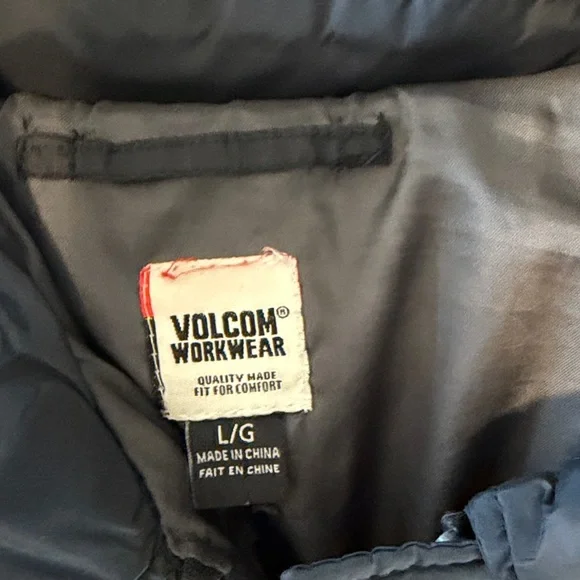 VOLCOM®
WORKWEAR
QUALITY MADE
FIT FOR COMFORT
L/G
MADE IN CHINA
FAIT EN CHINE